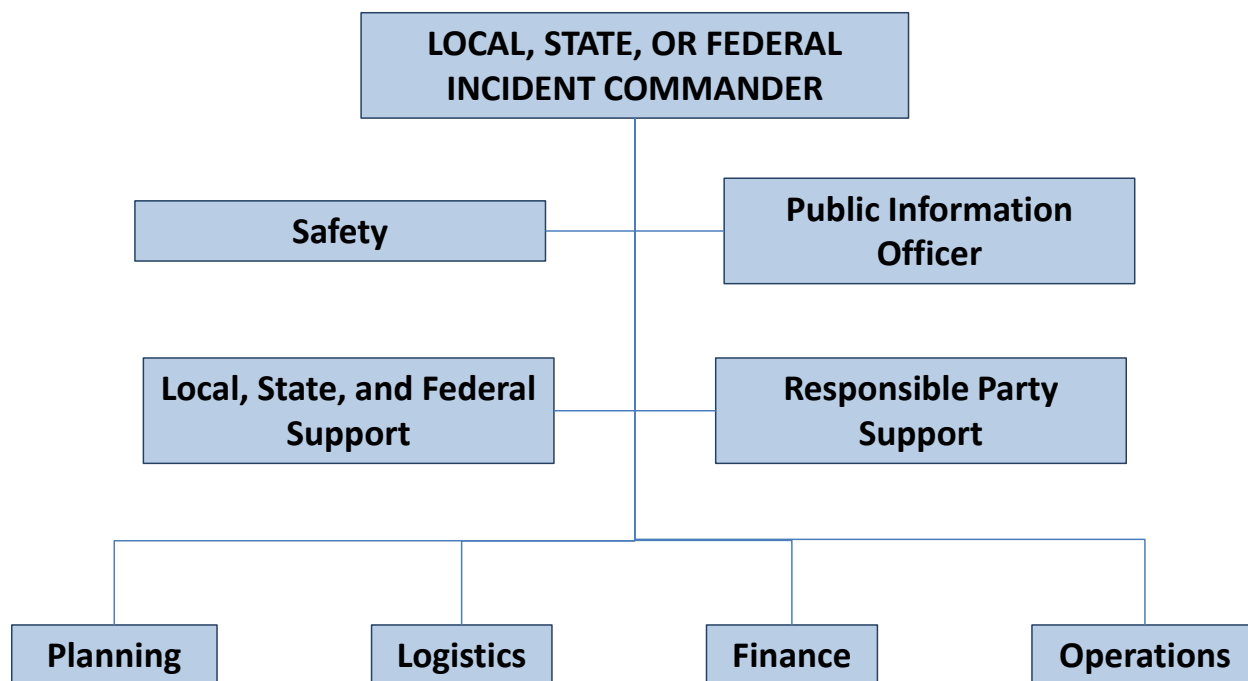 LOCAL, STATE, OR FEDERAL
INCIDENT COMMANDER
Safety
Public Information
Officer
Local, State, and Federal
Support
Responsible Party
Support
Planning
Logistics
Finance
Operations